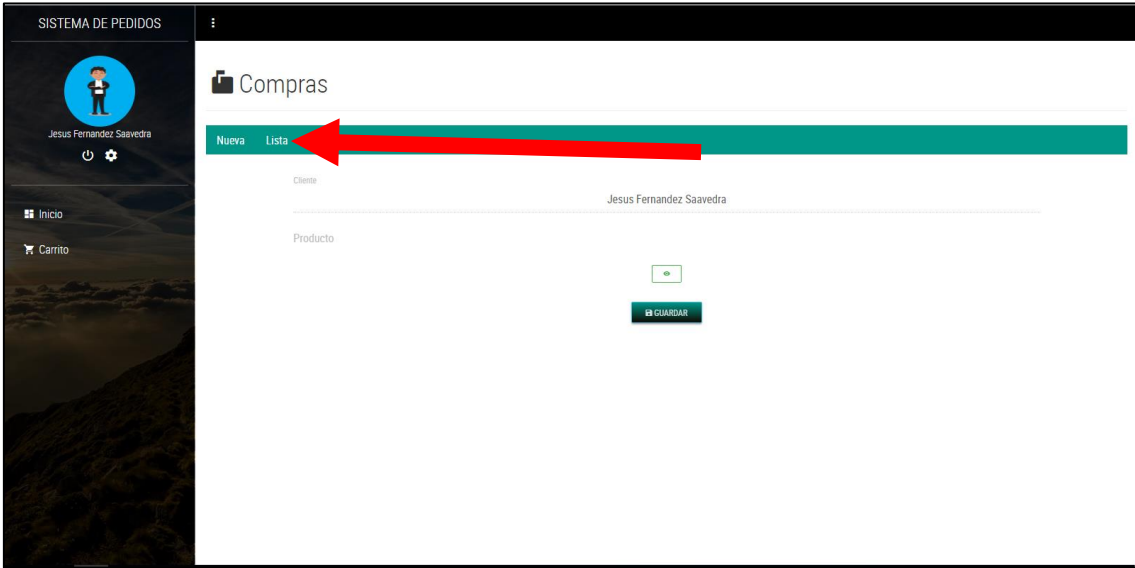 SISTEMA DE PEDIDOS
Compras
Jesus Fernandez Saavedra
Nueva Lista
Cliente
Jesus Fernandez Saavedra
Inicio
Producto
Carrito
GUARDAR